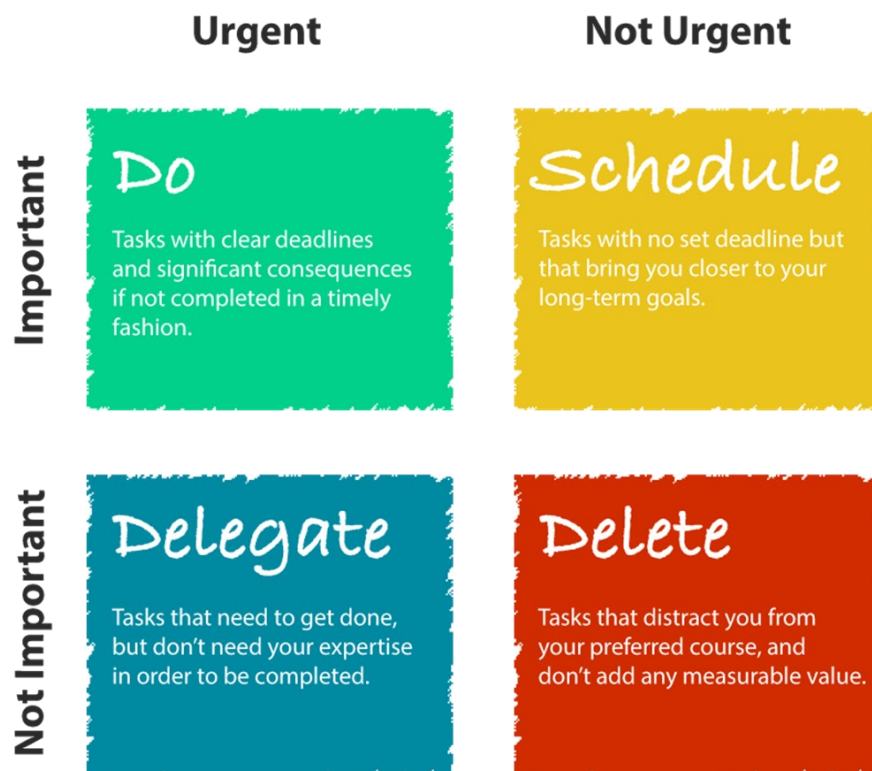 Urgent
Not Urgent
Important
Do
Tasks with clear deadlines
and significant consequences
if not completed in a timely
fashion.
Schedule
Tasks with no set deadline but
that bring you closer to your
long-term goals.
Not Important
Delegate
Tasks that need to get done,
but don’t need your expertise
in order to be completed.
Delete
Tasks that distract you from
your preferred course, and
don’t add any measurable value.